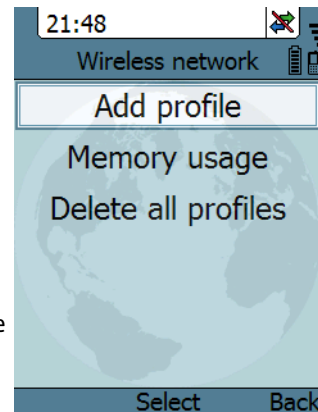 21:48
Wireless network
Add profile
Memory usage
Delete all profiles
e
Select Back